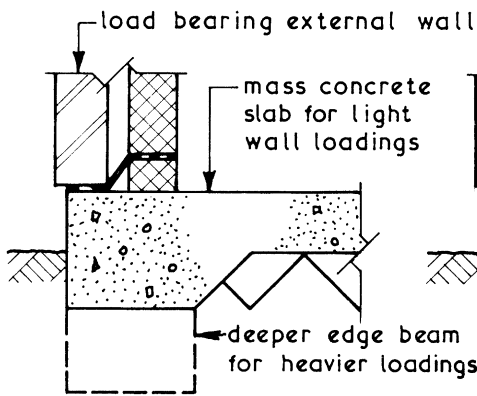 load bearing external wall
mass concrete
slab for light
wall loadings
deeper edge beam
for heavier loadings